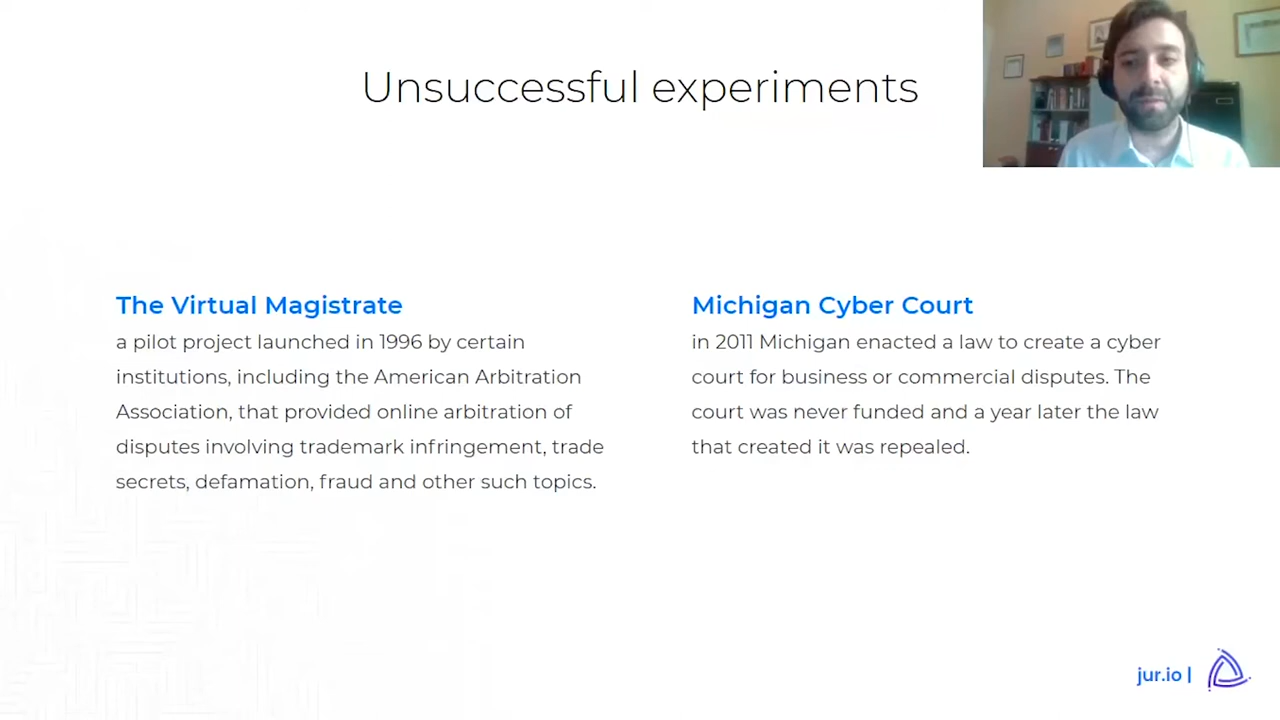 Unsuccessful experiments
The Virtual Magistrate
a pilot project launched in 1996 by certain
institutions, including the American Arbitration
Association, that provided online arbitration of
disputes involving trademark infringement, trade
secrets, defamation, fraud and other such topics.
Michigan Cyber Court
in 2011 Michigan enacted a law to create a cyber
court for business or commercial disputes. The
court was never funded and a year later the law
that created it was repealed.
jur.io |